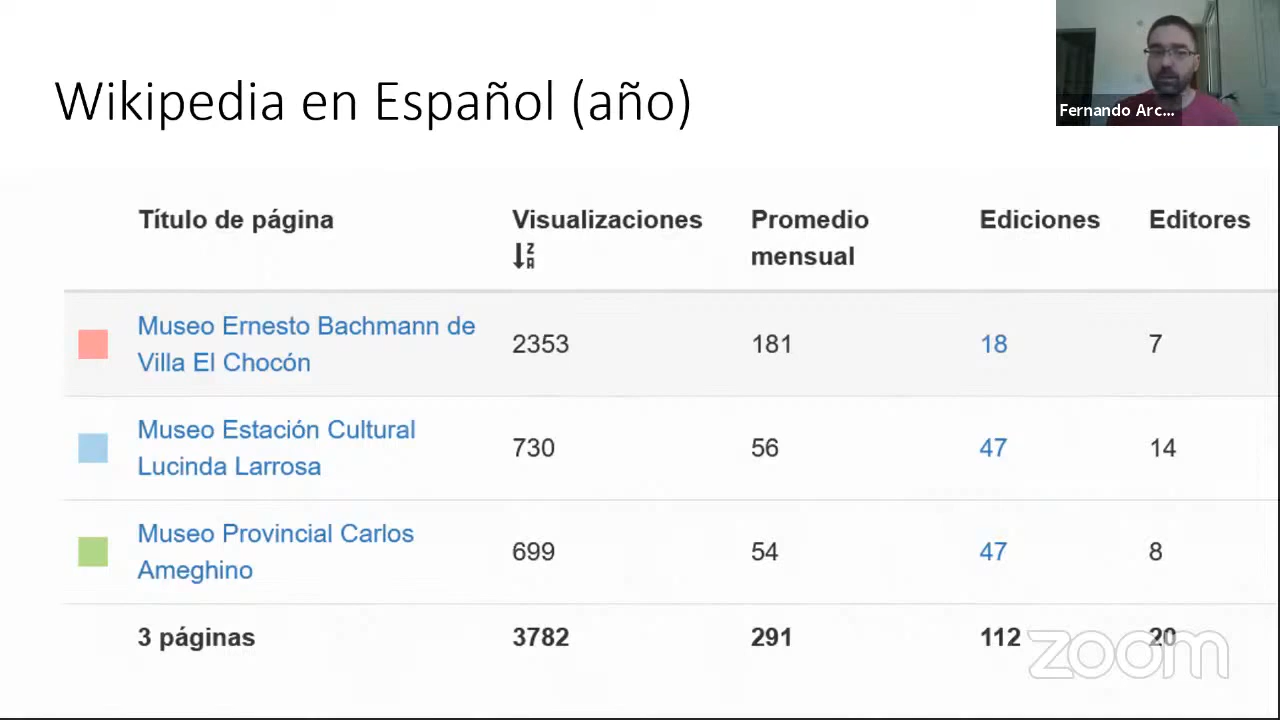 Wikipedia en Español (año)
Fernando Arc...
Título de página Visualizaciones Promedio mensual Ediciones Editores
Museo Ernesto Bachmann de Villa El Chocón 2353 181 18 7
Museo Estación Cultural Lucinda Larrosa 730 56 47 14
Museo Provincial Carlos Ameghino 699 54 47 8
3 páginas 3782 291 112 20
zoom